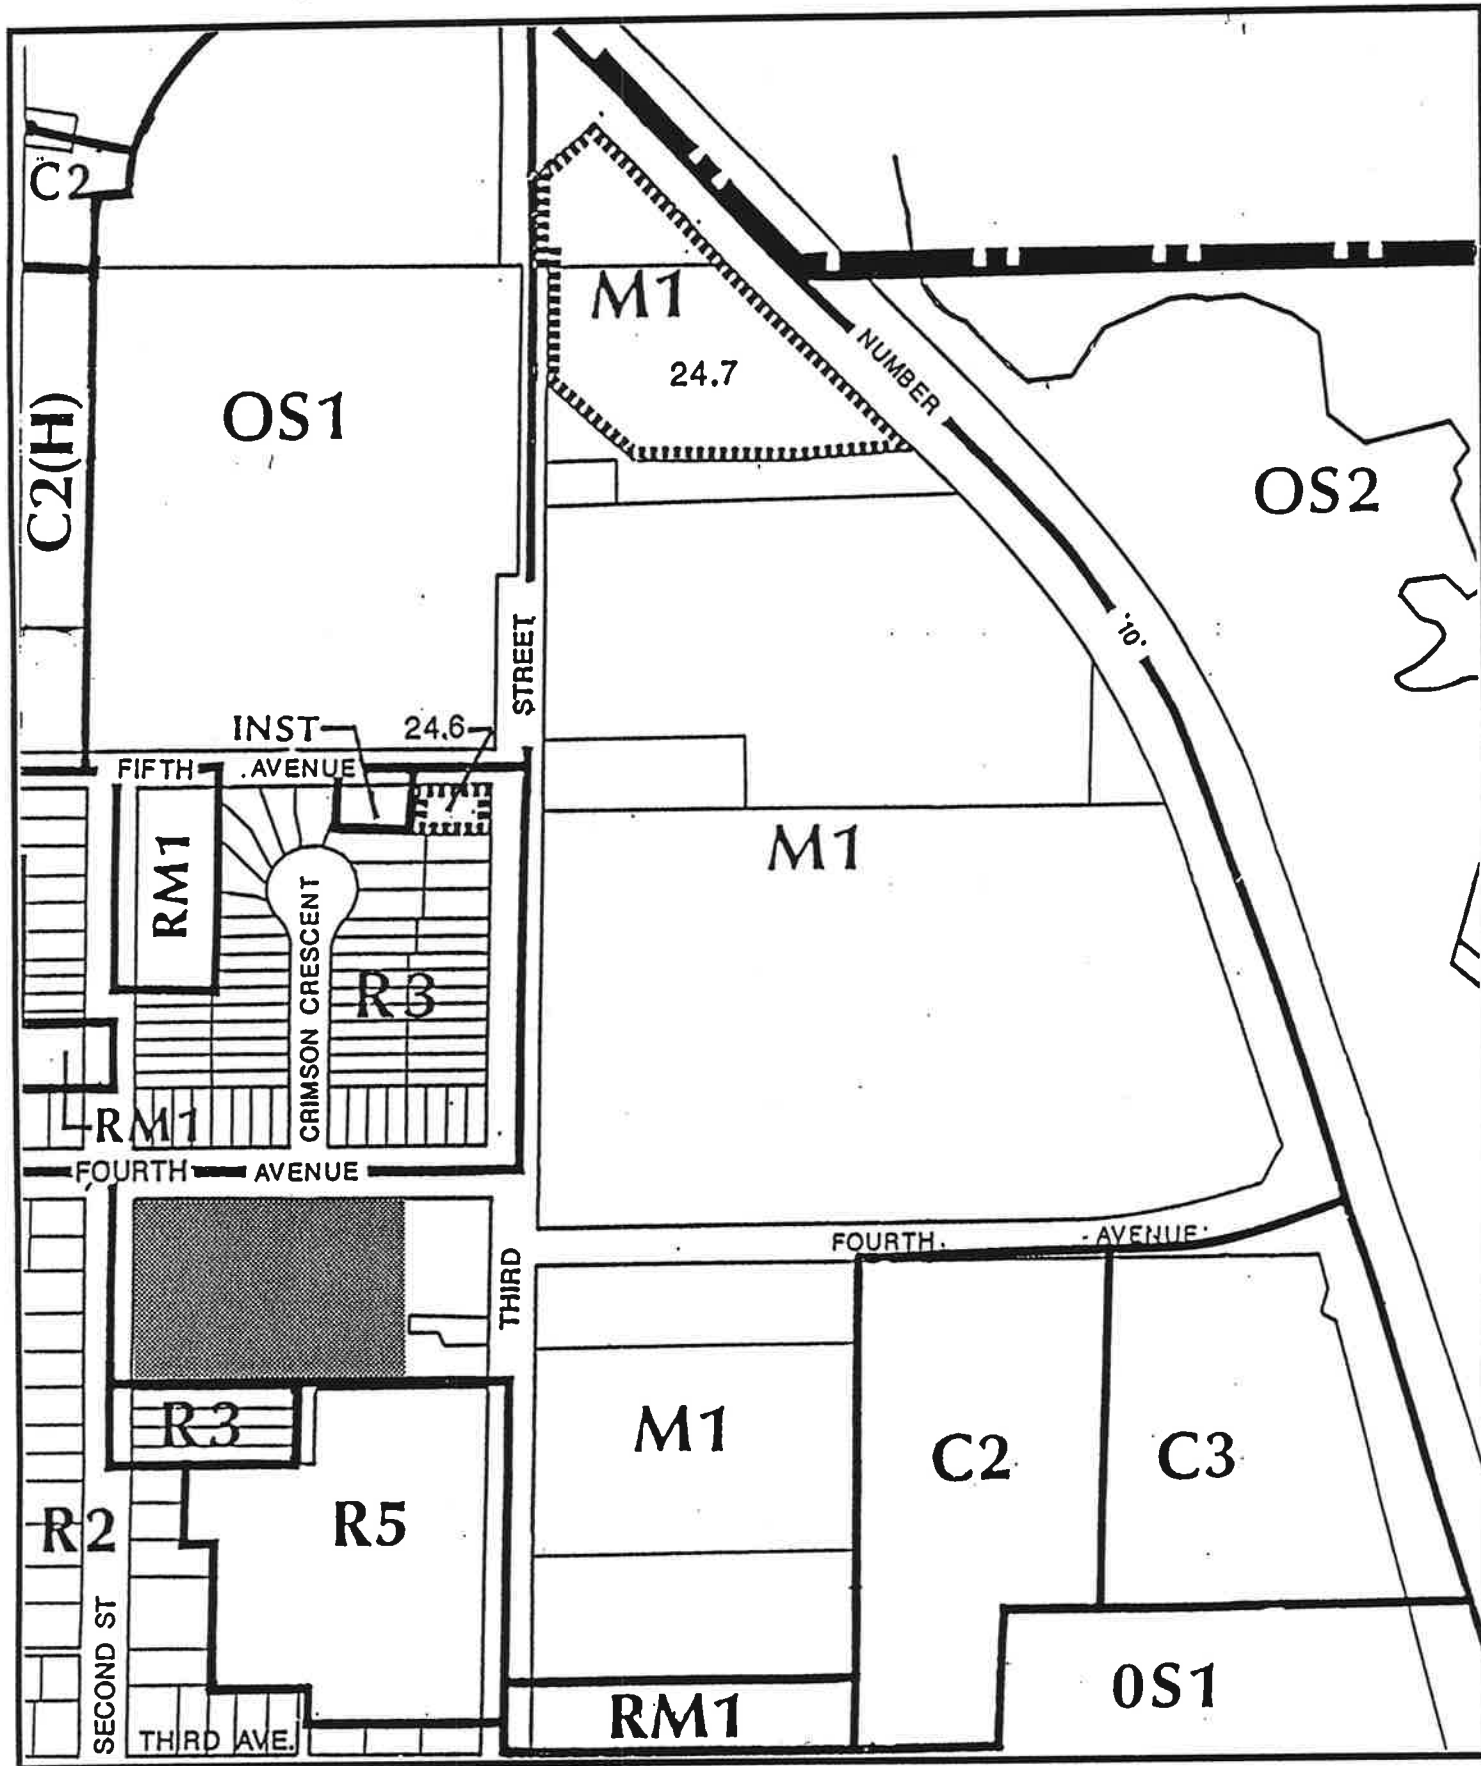 C2
M1
24.7
NUMBER
OS1
C2(H)
OS2
'10'
STREET
INST
24.6
FIFTH AVENUE
RM1
M1
CRIMSON CRESCENT
R3
RM1
FOURTH AVENUE
FOURTH AVENUE
THIRD
R3
M1
C2
C3
R5
R2
SECOND ST
THIRD AVE.
RM1
0S1